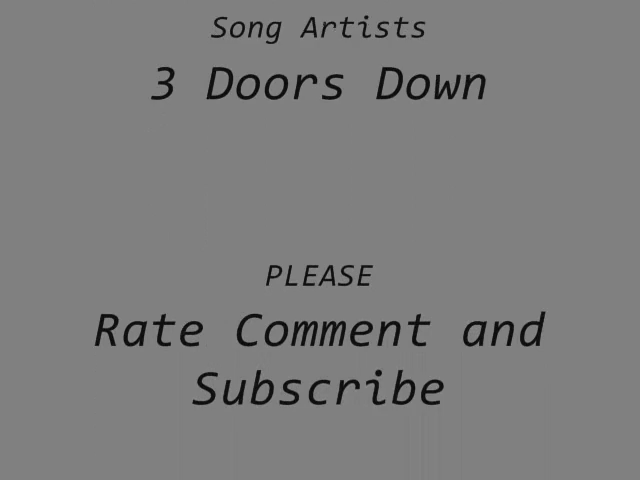 Song Artists
3 Doors Down
PLEASE
Rate Comment and
Subscribe